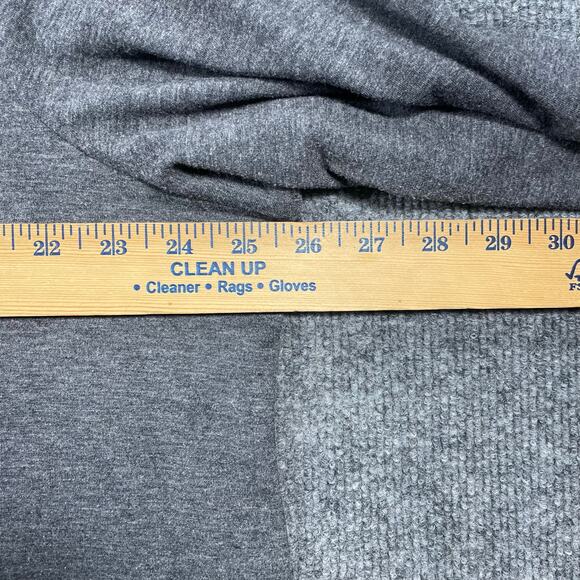 22 23 24 25 26 27 28 29 30
CLEAN UP
• Cleaner • Rags • Gloves